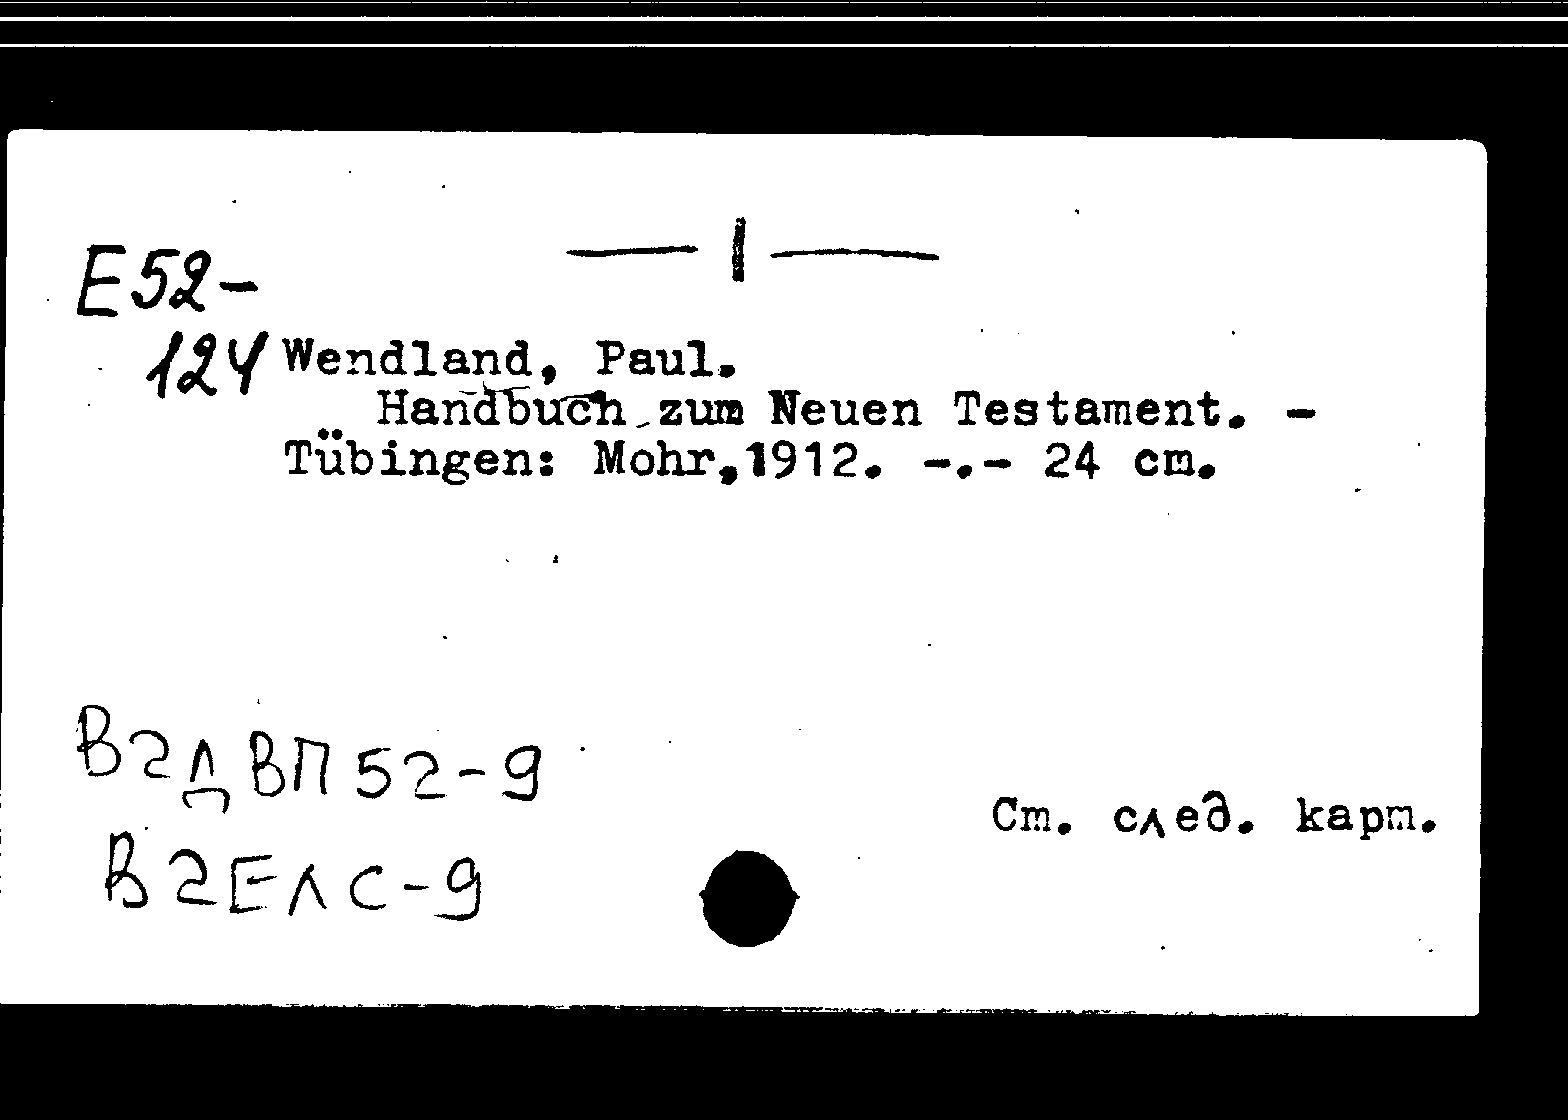 — 1 —
E52-
124 Wendland, Paul.
Handbuch zum Neuen Testament. -
Tübingen: Mohr,1912. -.- 24 cm.
В2ДВП52-9
Ст. след. карт.
В2ЕЛС-9